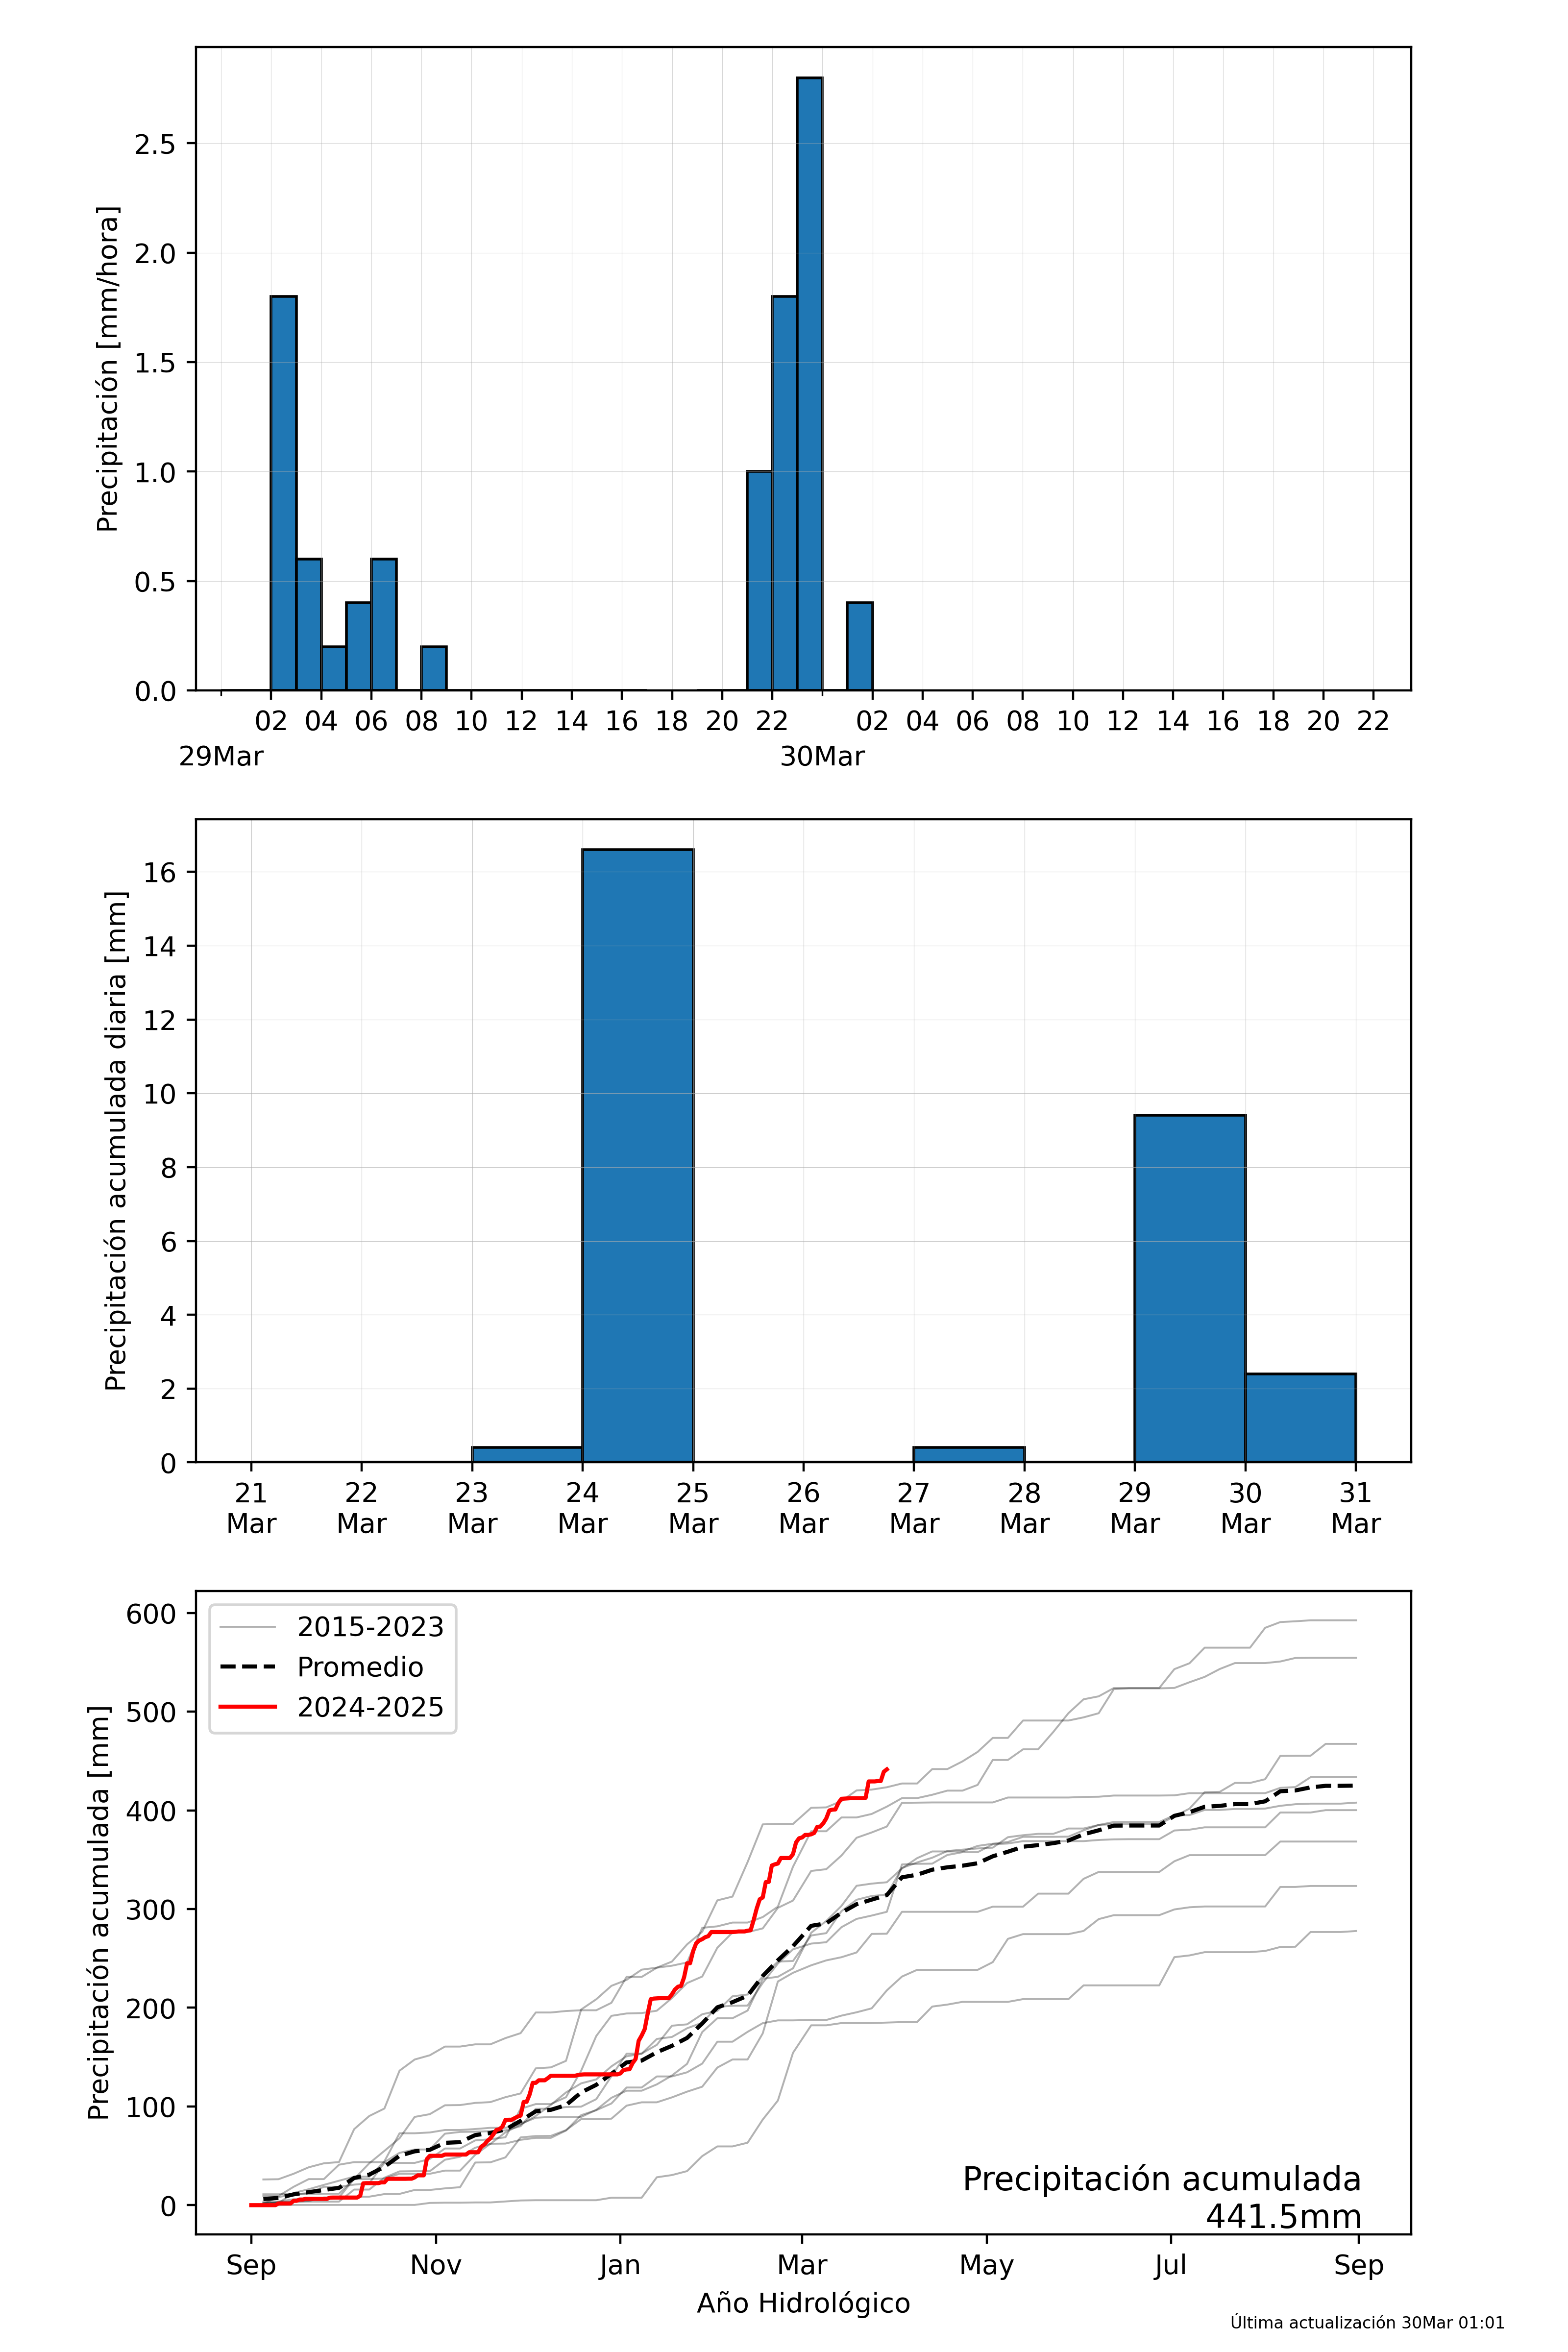 Precipitación [mm/hora]
2.5
2.0
1.5
1.0
0.5
0.0
02 04 06 08 10 12 14 16 18 20 22 02 04 06 08 10 12 14 16 18 20 22
29Mar 30Mar
Precipitación acumulada diaria [mm]
16
14
12
10
8
6
4
2
0
21 22 23 24 25 26 27 28 29 30 31
Mar Mar Mar Mar Mar Mar Mar Mar Mar Mar Mar
Precipitación acumulada [mm]
600
500
400
300
200
100
0
2015-2023
Promedio
2024-2025
Precipitación acumulada
441.5mm
Sep Nov Jan Mar May Jul Sep
Año Hidrológico
Última actualización 30Mar 01:01